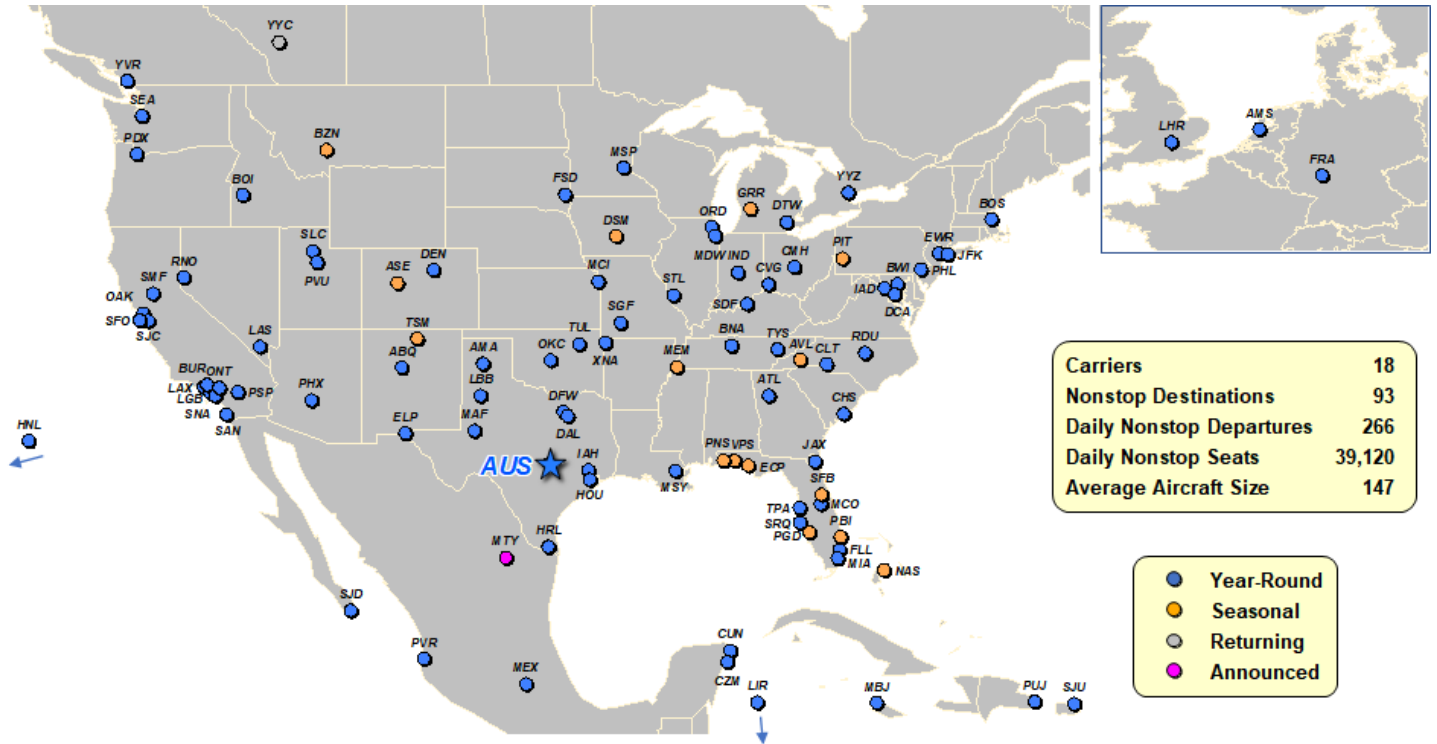 YYC
YVR
SEA
PDX
BZN
BOI
MSP
FSD
GRR
DTW
YYZ
BOS
ORD
DSM
MDW
IND
CMH
PIT
EWR
JFK
PHL
SLC
PVU
DEN
ASE
RNO
SMF
OAK
SFO
SJC
MCI
STL
CVG
SDF
BWI
IAD
DCA
LAS
TSM
ABQ
AMA
LBB
OKC
TUL
SGF
XNA
MEM
BNA
TYS
AVL
CLT
RDU
BUR
ONT
LAX
LGB
SNA
PSP
SAN
PHX
ELP
MAF
DFW
DAL
ATL
CHS
HNL
AUS
IAH
HOU
MSY
PNS
VPS
ECP
JAX
SFB
MCO
TPA
SRQ
PGD
PBI
FLL
MIA
NAS
MTY
HRL
SJD
PVR
MEX
CUN
CZM
LIR
MBJ
PUJ
SJU
LHR
AMS
FRA
Carriers 18
Nonstop Destinations 93
Daily Nonstop Departures 266
Daily Nonstop Seats 39,120
Average Aircraft Size 147
Year-Round
Seasonal
Returning
Announced